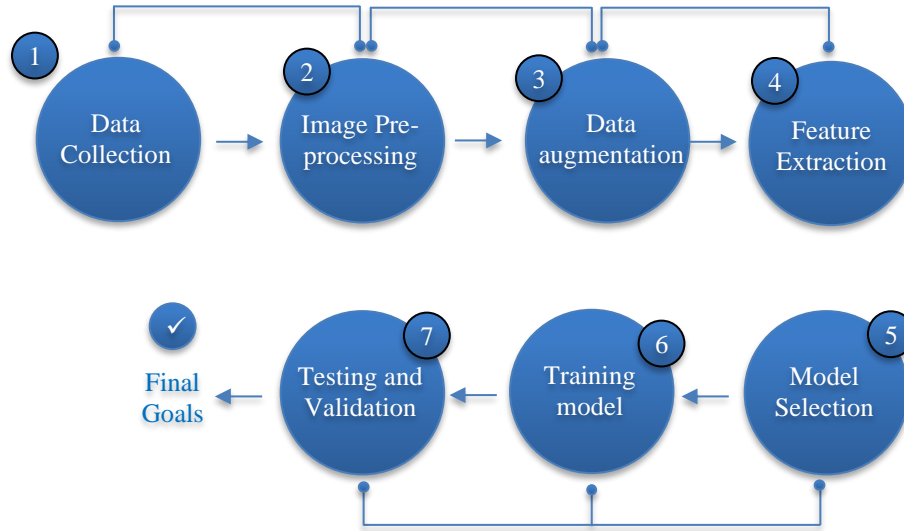 1
Data
Collection
2
Image Pre-
processing
3
Data
augmentation
4
Feature
Extraction
5
Model
Selection
6
Training
model
7
Testing and
Validation
✓
Final
Goals